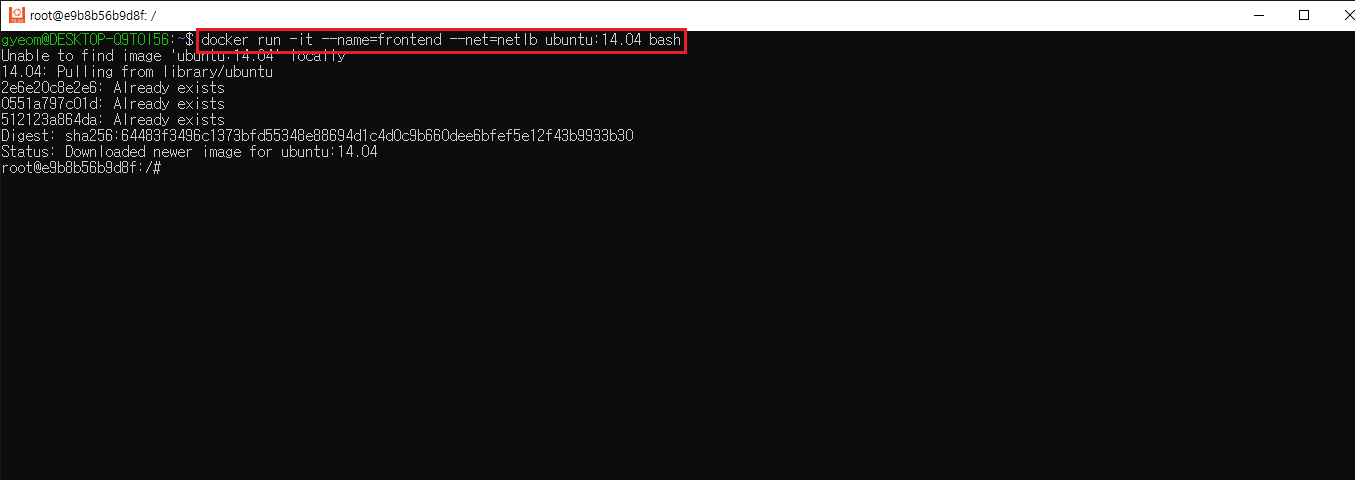 root@e9b8b56b9d8f: /
gyeom@DESKTOP-Q9TOI56:~$ docker run -it --name=frontend --net=netlb ubuntu:14.04 bash
Unable to find image 'ubuntu:14.04' locally
14.04: Pulling from library/ubuntu
2e6e20c8e2e6: Already exists
0551a797c01d: Already exists
512123a864da: Already exists
Digest: sha256:64483f3496c1373bfd55348e88694d1c4d0c9b660dee6bfef5e12f43b9933b30
Status: Downloaded newer image for ubuntu:14.04
root@e9b8b56b9d8f:/#